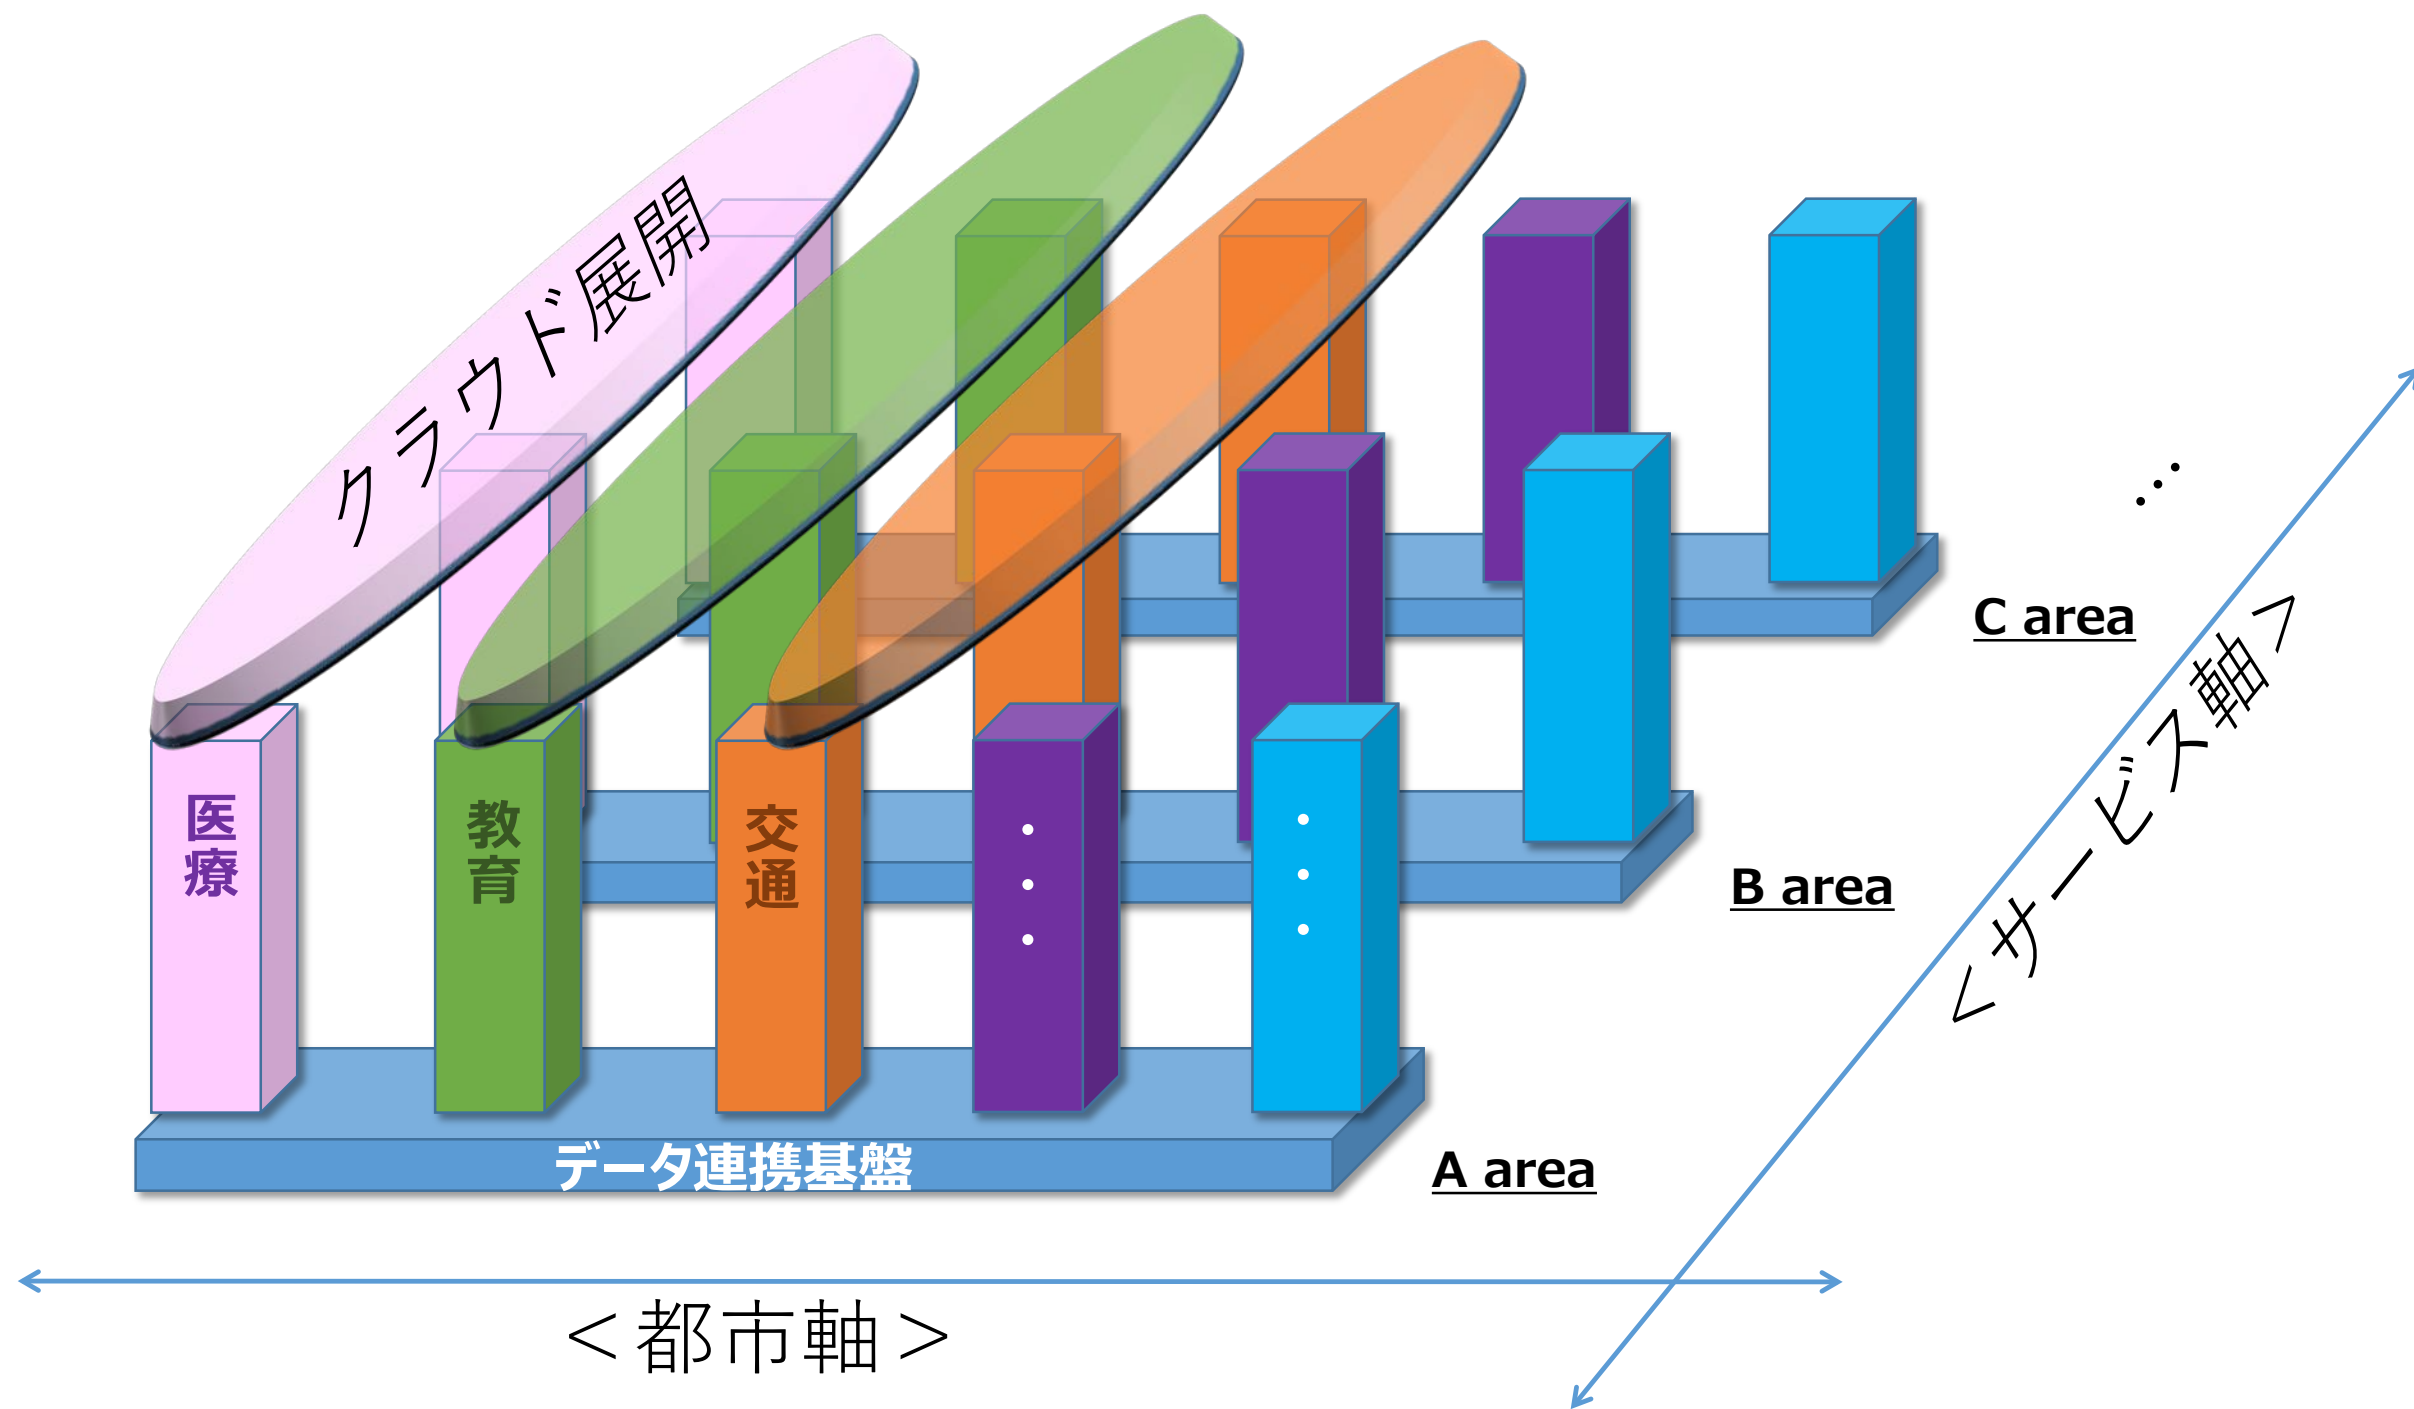 クラウド展開
…
C area
<サービス軸>
B area
医療
教育
交通
・・・
・・・
データ連携基盤
A area
<都市軸>